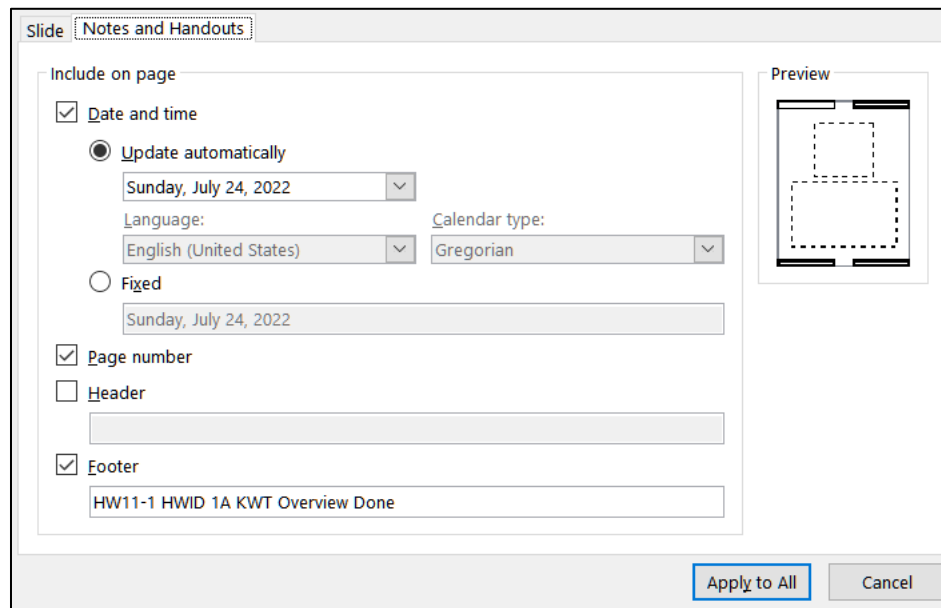 Slide Notes and Handouts
Include on page
Preview
Date and time
Update automatically
Sunday, July 24, 2022
Language: Calendar type:
English (United States) Gregorian
Fixed
Sunday, July 24, 2022
Page number
Header
Footer
HW11-1 HWID 1A KWT Overview Done
Apply to All Cancel